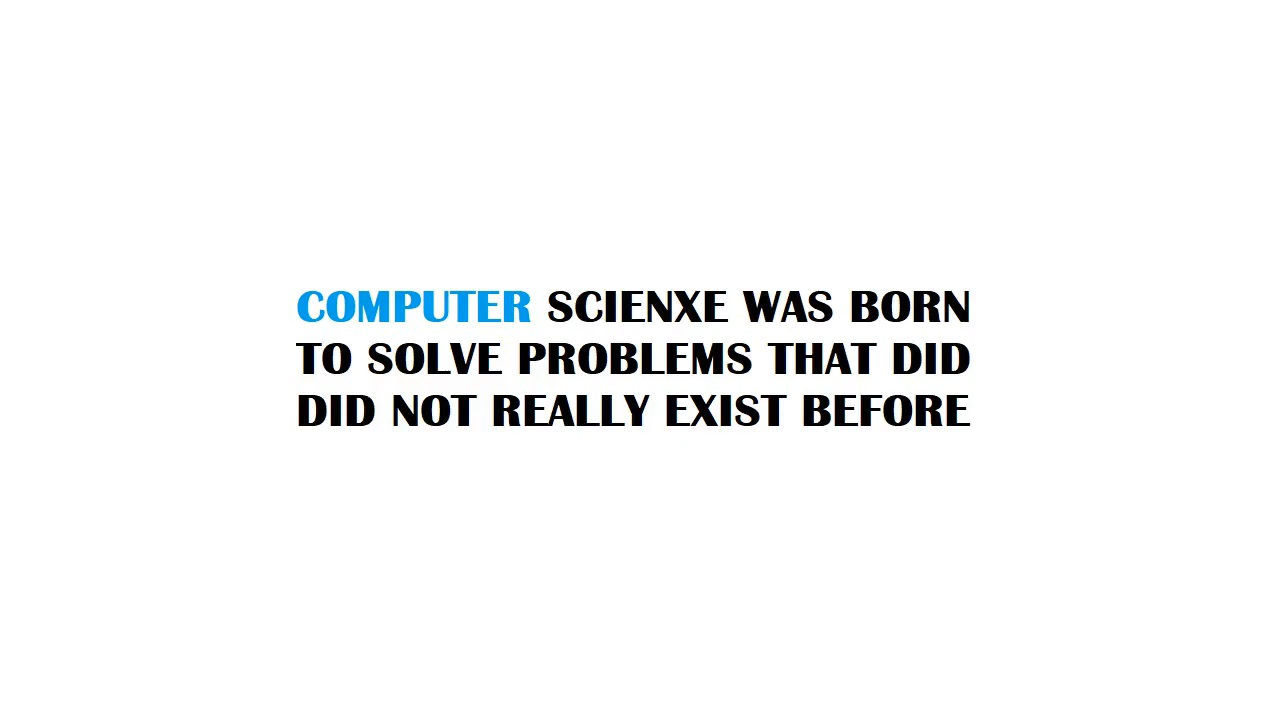 COMPUTER SCIENXE WAS BORN
TO SOLVE PROBLEMS THAT DID
DID NOT REALLY EXIST BEFORE